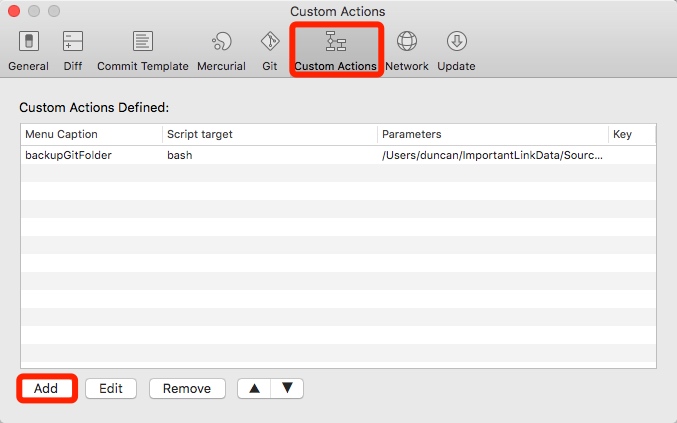 Custom Actions
General Diff Commit Template Mercurial Git Custom Actions Network Update
Custom Actions Defined:
Menu Caption Script target Parameters Key
backupGitFolder bash /Users/duncan/ImportantLinkData/Sourc...
Add Edit Remove ▲ ▼